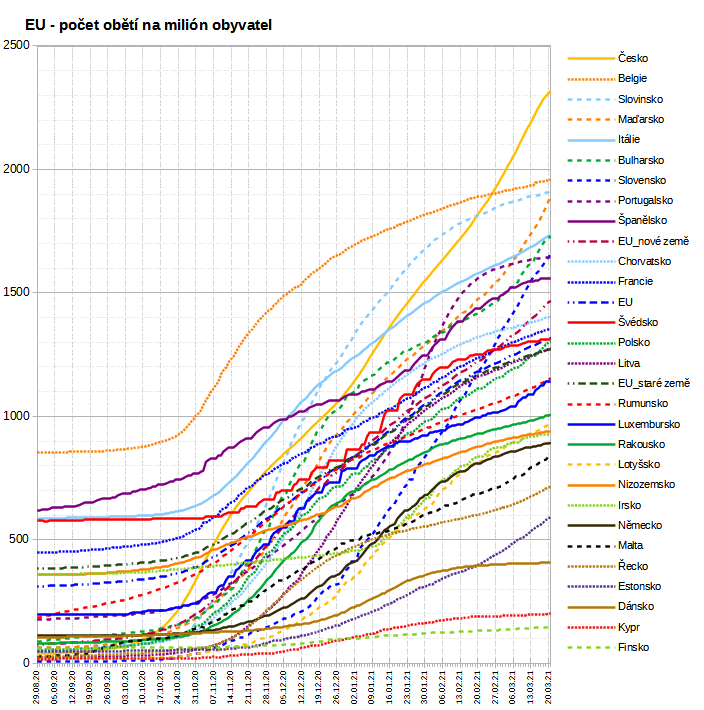 EU - počet obětí na milión obyvatel
2500
2000
1500
1000
500
0
29.08.20
05.09.20
12.09.20
19.09.20
26.09.20
03.10.20
10.10.20
17.10.20
24.10.20
31.10.20
07.11.20
14.11.20
21.11.20
28.11.20
05.12.20
12.12.20
19.12.20
26.12.20
02.01.21
09.01.21
16.01.21
23.01.21
30.01.21
06.02.21
13.02.21
20.02.21
27.02.21
06.03.21
13.03.21
20.03.21
Česko
Belgie
Slovinsko
Maďarsko
Itálie
Bulharsko
Slovensko
Portugalsko
Španělsko
EU_nové země
Chorvatsko
Francie
EU
Švédsko
Polsko
Litva
EU_staré země
Rumunsko
Luxembursko
Rakousko
Lotyšsko
Nizozemsko
Irsko
Německo
Malta
Řecko
Estonsko
Dánsko
Kypr
Finsko